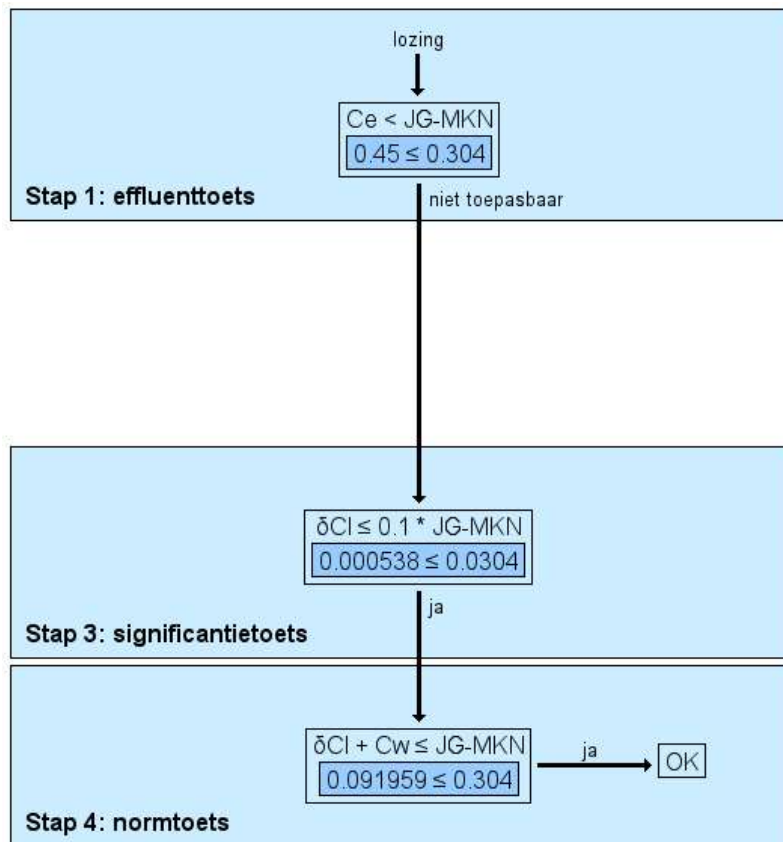 lozing
Ce < JG-MKN
0.45 ≤ 0.304
Stap 1: effluenttoets
niet toepasbaar
δCl ≤ 0.1 * JG-MKN
0.000538 ≤ 0.0304
ja
Stap 3: significantietoets
δCl + Cw ≤ JG-MKN
ja
OK
0.091959 ≤ 0.304
Stap 4: normtoets